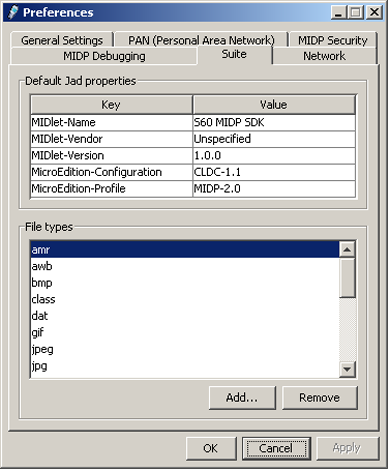 Preferences
General Settings PAN (Personal Area Network) MIDP Security
MIDP Debugging Suite Network
Default Jad properties
Key Value
MIDlet-Name S60 MIDP SDK
MIDlet-Vendor Unspecified
MIDlet-Version 1.0.0
MicroEdition-Configuration CLDC-1.1
MicroEdition-Profile MIDP-2.0
File types
amr
awb
bmp
class
dat
gif
jpeg
jpg
Add... Remove
OK Cancel Apply